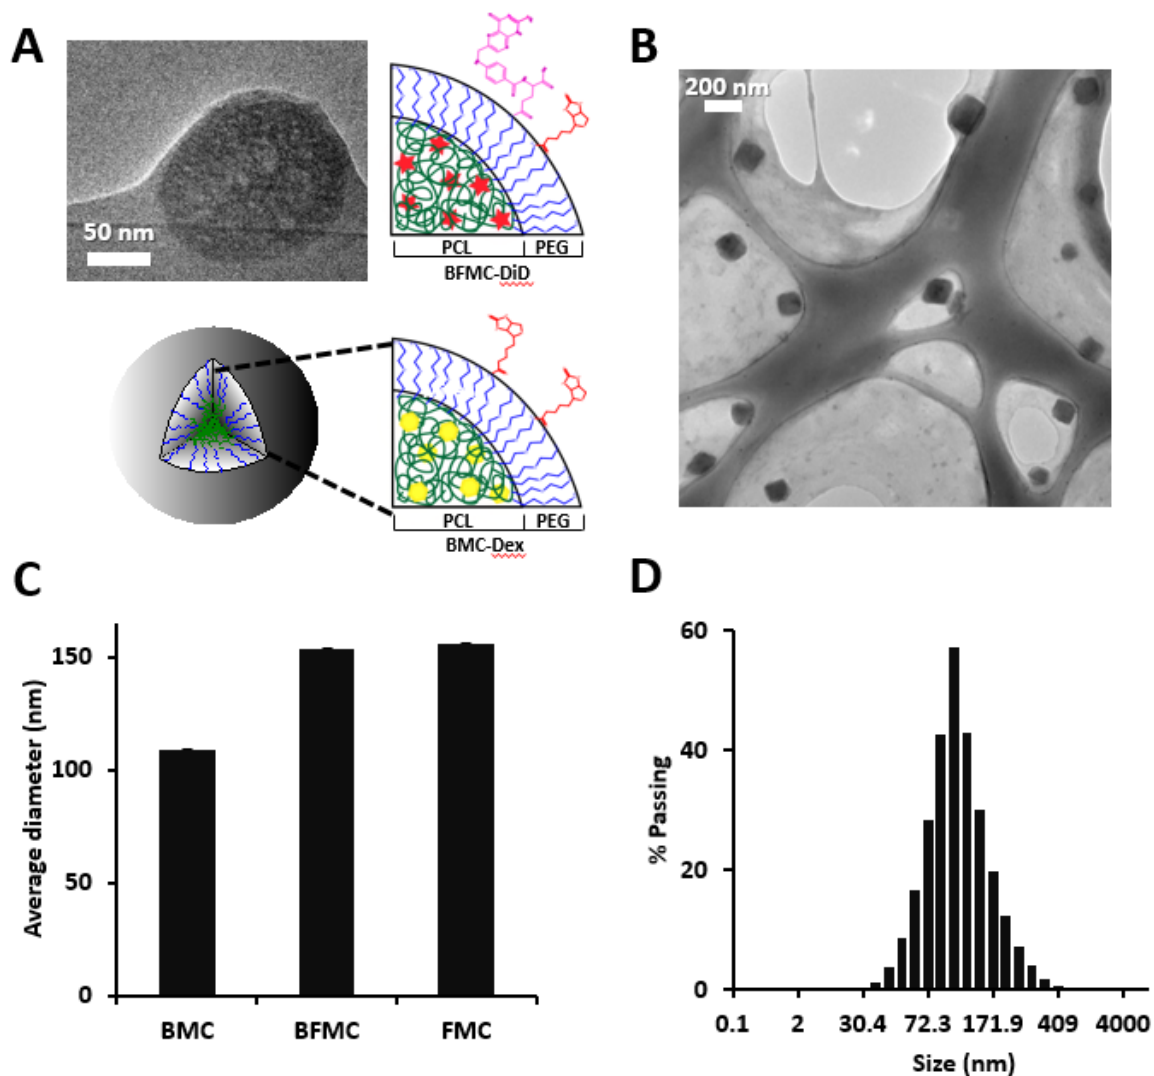 A
50 nm
PCL
PEG
BFMC-DiD
PCL
PEG
BMC-Dex
B
200 nm
C
Average diameter (nm)
150
100
50
0
BMC
BFMC
FMC
D
% Passing
60
40
20
0
0.1
2
30.4
72.3
171.9
409
4000
Size (nm)